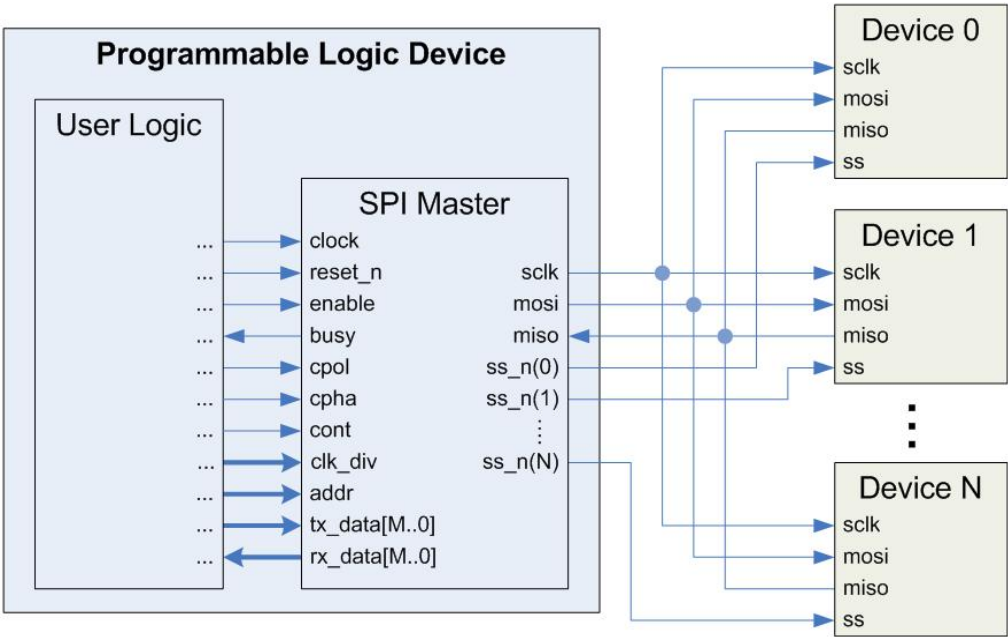 Programmable Logic Device
User Logic
...
...
...
...
...
...
...
...
...
...
...
SPI Master
clock
reset_n
enable
busy
cpol
cpha
cont
clk_div
addr
tx_data[M..0]
rx_data[M..0]
sclk
mosi
miso
ss_n(0)
ss_n(1)
ss_n(N)
Device 0
sclk
mosi
miso
ss
Device 1
sclk
mosi
miso
ss
Device N
sclk
mosi
miso
ss